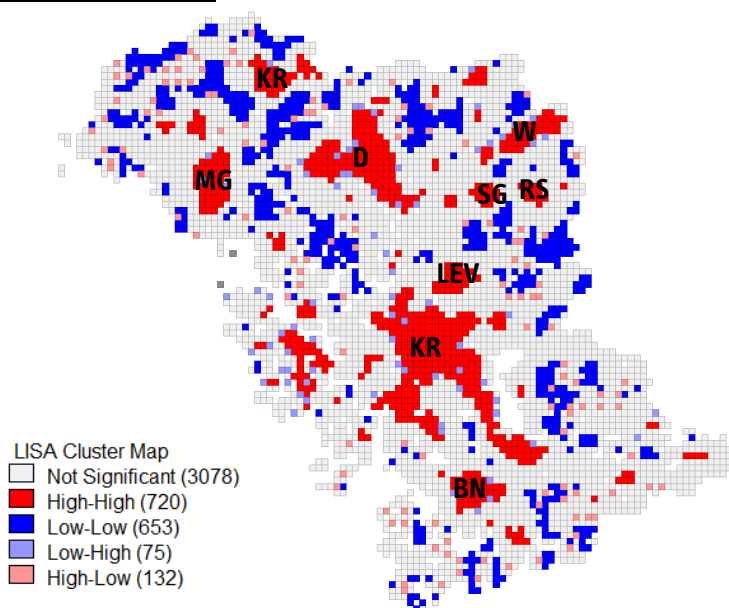 KR
W
D
MG
SG RS
LEV
KR
BN
LISA Cluster Map
Not Significant (3078)
High-High (720)
Low-Low (653)
Low-High (75)
High-Low (132)